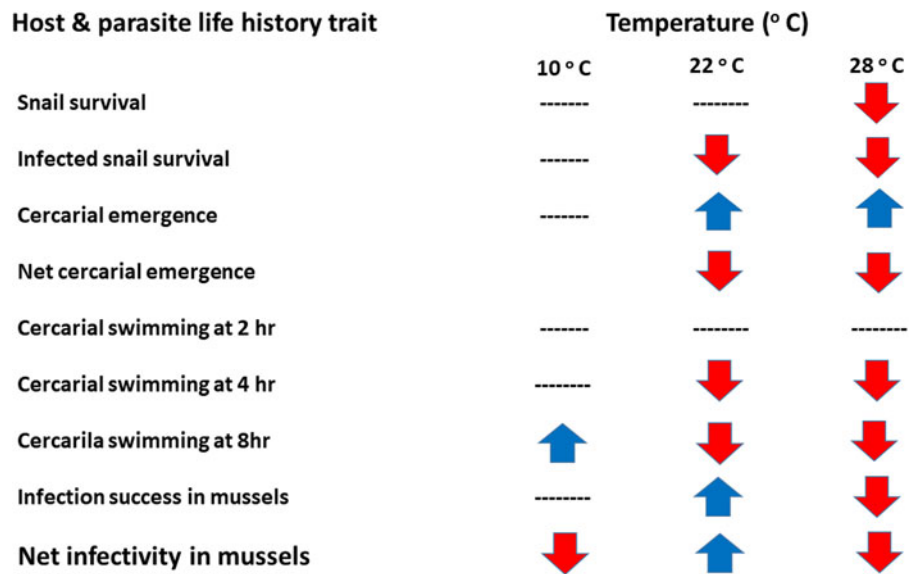 Host & parasite life history trait Temperature (° C)
10 ° C 22 ° C 28 ° C
Snail survival ------- --------
Infected snail survival -------
Cercarial emergence -------
Net cercarial emergence
Cercarial swimming at 2 hr ------- -------- --------
Cercarial swimming at 4 hr --------
Cercarila swimming at 8hr
Infection success in mussels --------
Net infectivity in mussels